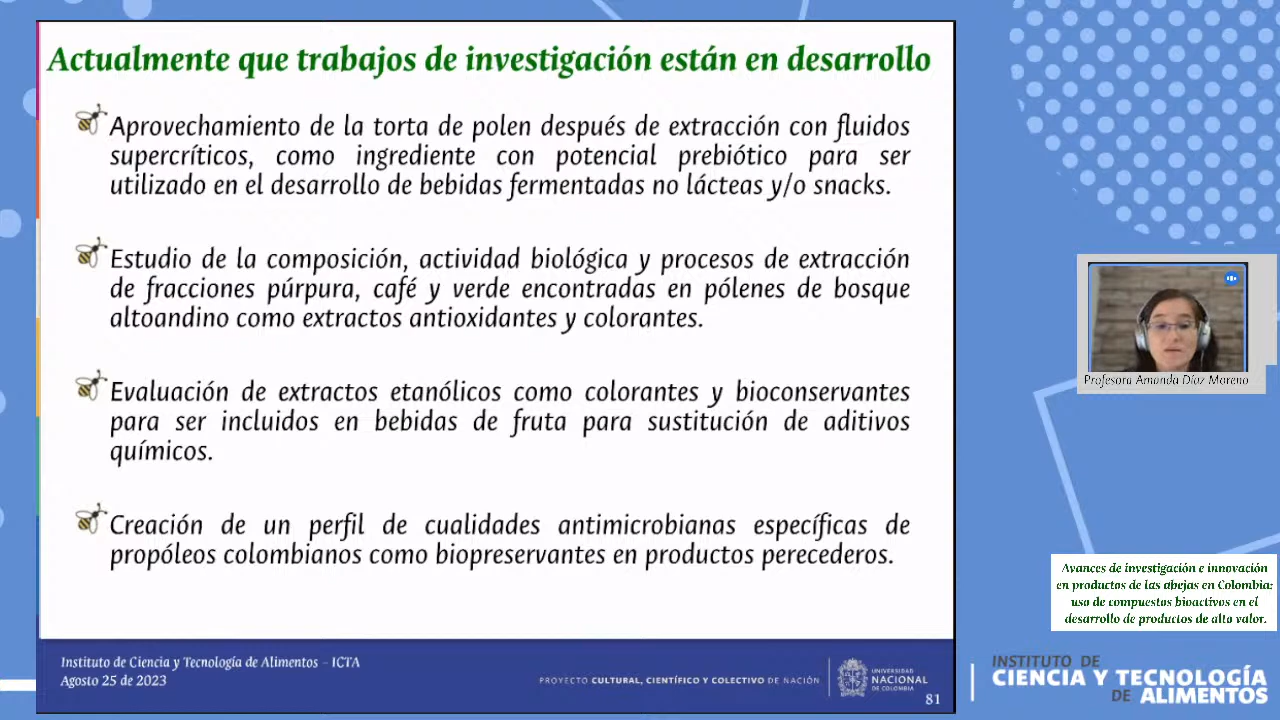 Actualmente que trabajos de investigación están en desarrollo
Aprovechamiento de la torta de polen después de extracción con fluidos
supercríticos, como ingrediente con potencial prebiótico para ser
utilizado en el desarrollo de bebidas fermentadas no lácteas y/o snacks.
Estudio de la composición, actividad biológica y procesos de extracción
de fracciones púrpura, café y verde encontradas en pólenes de bosque
altoandino como extractos antioxidantes y colorantes.
Evaluación de extractos etanólicos como colorantes y bioconservantes
para ser incluidos en bebidas de fruta para sustitución de aditivos
químicos.
Creación de un perfil de cualidades antimicrobianas específicas de
propóleos colombianos como biopreservantes en productos perecederos.
Instituto de Ciencia y Tecnología de Alimentos – ICTA
Agosto 25 de 2023
PROYECTO CULTURAL, CIENTÍFICO Y COLECTIVO DE NACIÓN
UNIVERSIDAD
NACIONAL
DE COLOMBIA
81
Profesora Amanda Díaz Moreno
Avances de investigación e innovación
en productos de las abejas en Colombia:
uso de compuestos bioactivos en el
desarrollo de productos de alto valor.
INSTITUTO DE
CIENCIA Y TECNOLOGÍA
DE ALIMENTOS